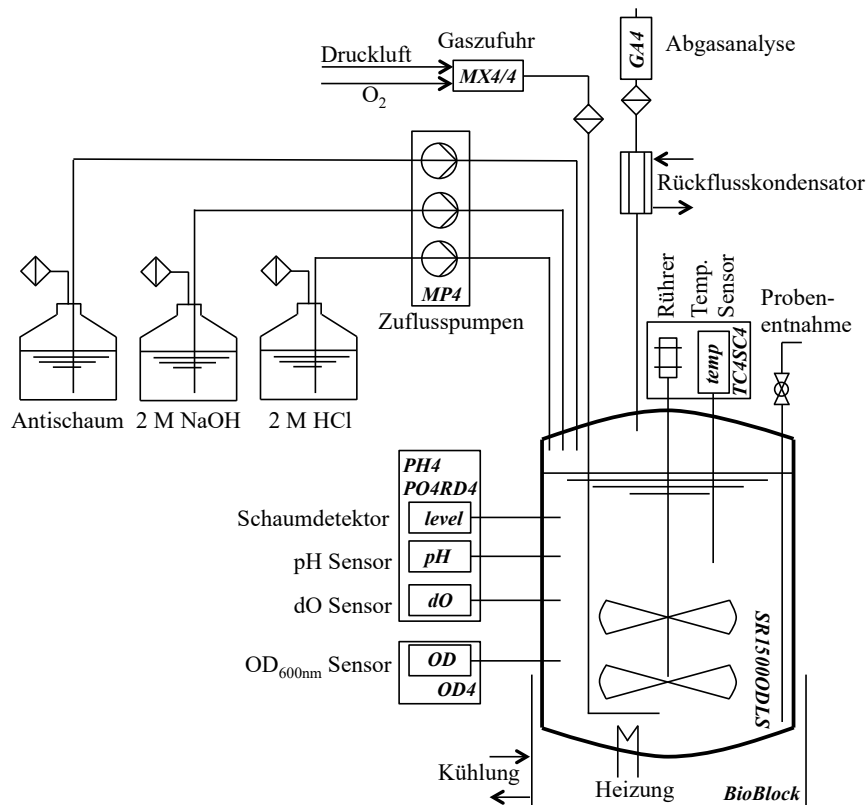 Gaszufuhr
Druckluft
O2
MX4/4
GA4
Abgasanalyse
Rückflusskondensator
MP4
Zuflusspumpen
Rührer
Temp.
Sensor
temp
TC4SC4
Proben-
entnahme
Antischaum
2 M NaOH
2 M HCl
PH4
PO4RD4
Schaumdetektor
level
pH Sensor
pH
dO Sensor
dO
OD600nm Sensor
OD
OD4
SR1500ODLS
Kühlung
Heizung
BioBlock